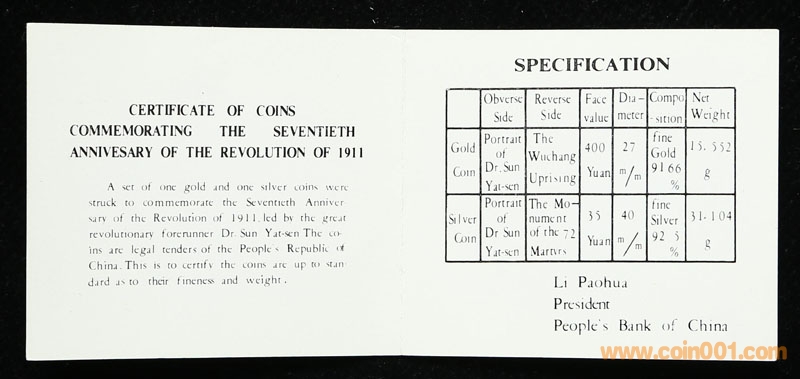 CERTIFICATE OF COINS
COMMEMORATING THE SEVENTIETH
ANNIVESARY OF THE REVOLUTION OF 1911
A set of one gold and one silver coins were
struck to commemorate the Seventieth Anniver-
sary of the Revolution of 1911, led by the great
revolutionary forerunner Dr. Sun Yat-sen The co-
ins are legal tenders of the People's Republic of
China. This is to certify the coins are up to stan-
dard as to their fineness and weight.
SPECIFICATION
Obverse Side Reverse Side Face value Dia-meter Compo-sition Net Weight
Gold Coin Portrait of Dr. Sun Yat-sen The Wuchang Uprising 400 Yuan 27 m/m fine Gold 91.66 % 15.552 g
Silver Coin Portrait of Dr Sun Yat-sen The Mo-nument of the 72 Martyrs 35 Yuan 40 m/m fine Silver 92.5 % 31.104 g
Li Paohua
President
People's Bank of China
www.coin001.com